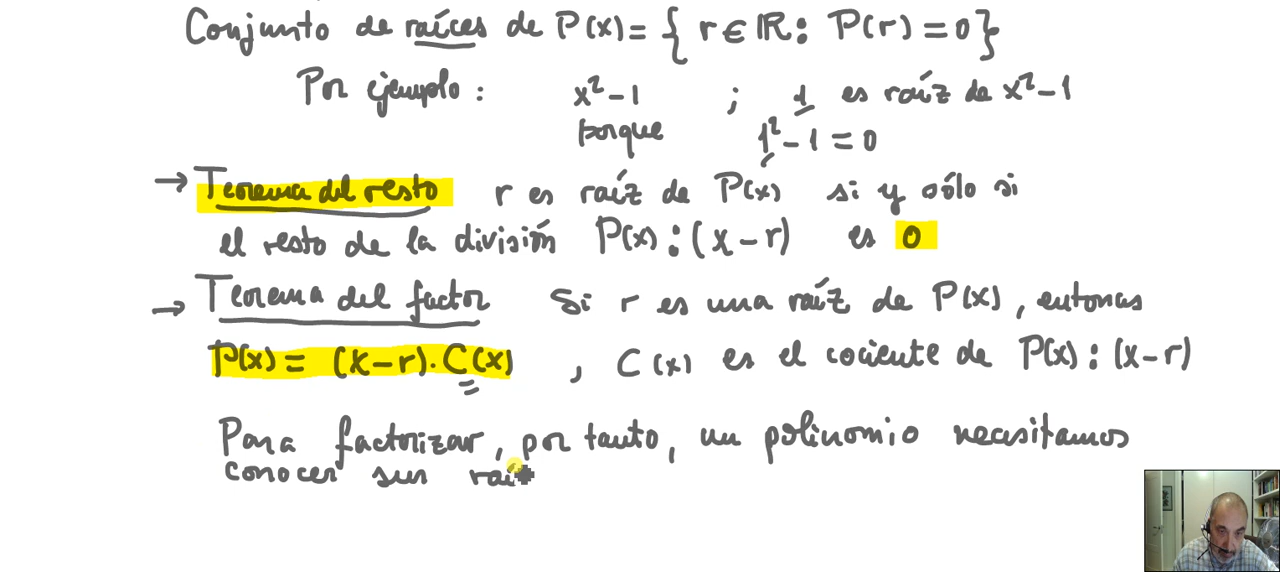 Conjunto de raíces de P(x) = { r ∈ ℝ : P(r) = 0 }
Por ejemplo : x² - 1 ; 1 es raíz de x² - 1
porque 1² - 1 = 0
→ Teorema del resto r es raíz de P(x) si y sólo si
el resto de la división P(x) : (x - r) es 0
→ Teorema del factor Si r es una raíz de P(x), entonces
P(x) = (x - r) · C(x) , C(x) es el cociente de P(x) : (x - r)
Para factorizar, por tanto, un polinomio necesitamos
conocer sus raí